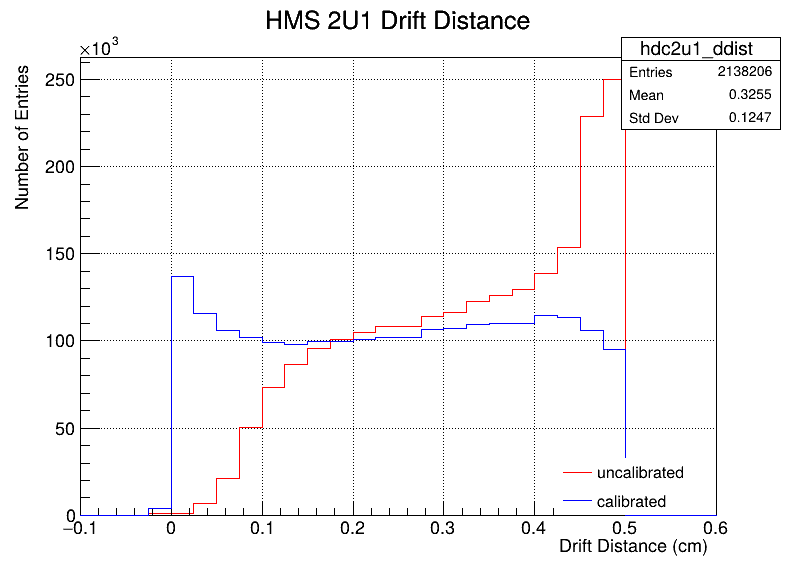 HMS 2U1 Drift Distance
×10³
hdc2u1_ddist
Entries 2138206
Mean 0.3255
Std Dev 0.1247
Number of Entries
250
200
150
100
50
0
−0.1 0 0.1 0.2 0.3 0.4 0.5 0.6
Drift Distance (cm)
uncalibrated
calibrated